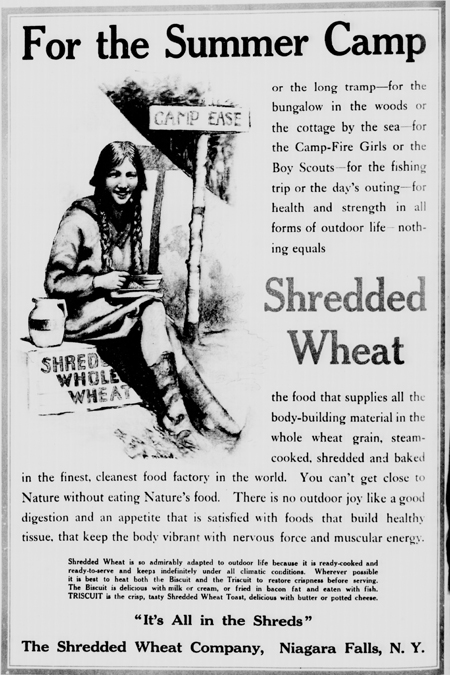 For the Summer Camp
CAMP EASE
SHRED
WHOLE
WHEAT
or the long tramp—for the
bungalow in the woods or
the cottage by the sea—for
the Camp-Fire Girls or the
Boy Scouts—for the fishing
trip or the day's outing—for
health and strength in all
forms of outdoor life—noth-
ing equals
Shredded
Wheat
the food that supplies all the
body-building material in the
whole wheat grain, steam-
cooked, shredded and baked
in the finest, cleanest food factory in the world. You can't get close to
Nature without eating Nature's food. There is no outdoor joy like a good
digestion and an appetite that is satisfied with foods that build healthy
tissue, that keep the body vibrant with nervous force and muscular energy.
Shredded Wheat is so admirably adapted to outdoor life because it is ready-cooked and
ready-to-serve and keeps indefinitely under all climatic conditions. Wherever possible
it is best to heat both the Biscuit and the Triscuit to restore crispness before serving.
The Biscuit is delicious with milk or cream, or fried in bacon fat and eaten with fish.
TRISCUIT is the crisp, tasty Shredded Wheat Toast, delicious with butter or potted cheese.
"It's All in the Shreds"
The Shredded Wheat Company, Niagara Falls, N. Y.